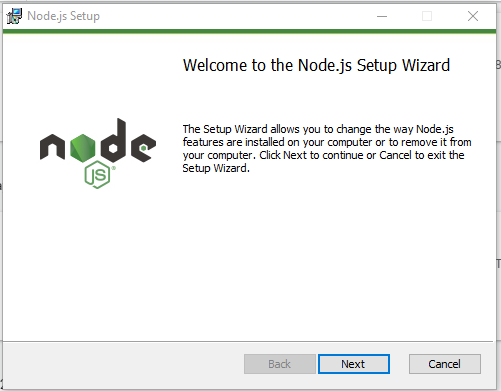 Node.js Setup
Welcome to the Node.js Setup Wizard
The Setup Wizard allows you to change the way Node.js
features are installed on your computer or to remove it from
your computer. Click Next to continue or Cancel to exit the
Setup Wizard.
node
JS
Back
Next
Cancel